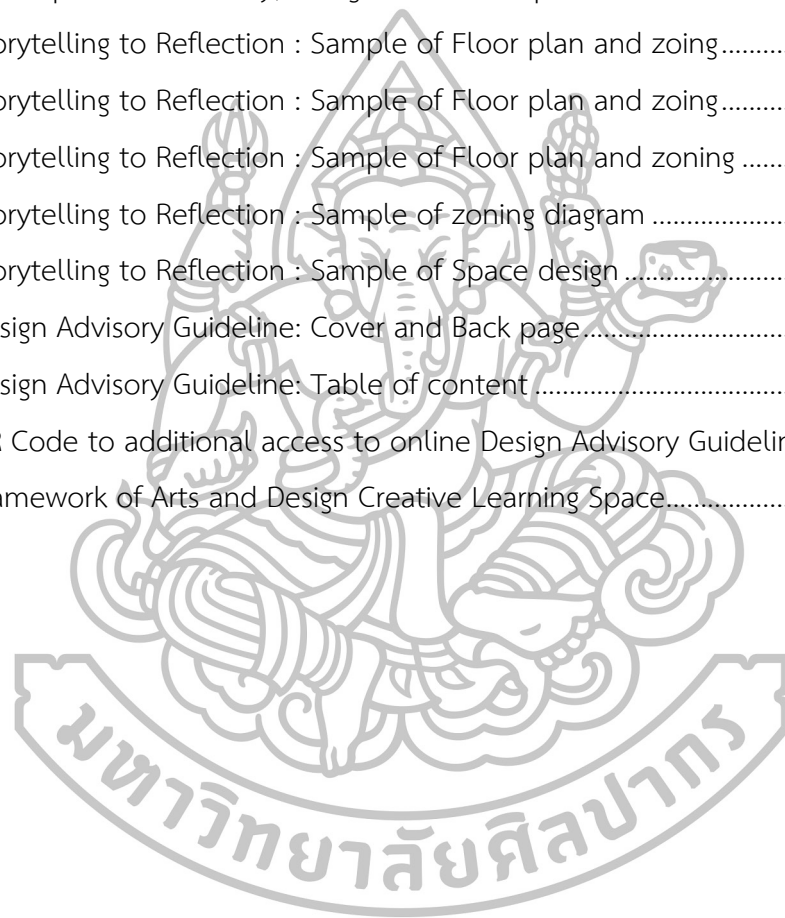 orytelling to Reflection : Sample of Floor plan and zoing..........
orytelling to Reflection : Sample of Floor plan and zoing..........
orytelling to Reflection : Sample of Floor plan and zoning .......
orytelling to Reflection : Sample of zoning diagram ....................
orytelling to Reflection : Sample of Space design ........................
sign Advisory Guideline: Cover and Back page..............................
sign Advisory Guideline: Table of content .....................................
R Code to additional access to online Design Advisory Guidelin
amework of Arts and Design Creative Learning Space..................
มหาวิทยาลัยศิลปากร